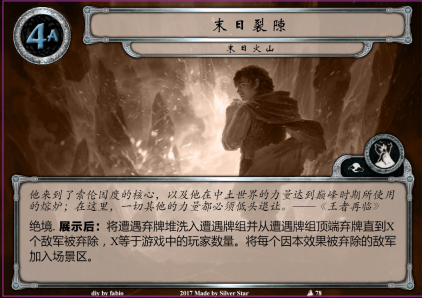 4A
末日裂隙
末日火山
他来到了索伦国度的核心，以及他在中土世界的力量达到巅峰时期所使用
的熔炉；在这里，一切其他的力量都必须低头退让。——《王者再临》
绝境. 展示后：将遭遇弃牌堆洗入遭遇牌组并从遭遇牌组顶端弃牌直到X
个敌军被弃除，X等于游戏中的玩家数量。将每个因本效果被弃除的敌军
加入场景区。
diy by fabio 2017 Made by Silver Star 78